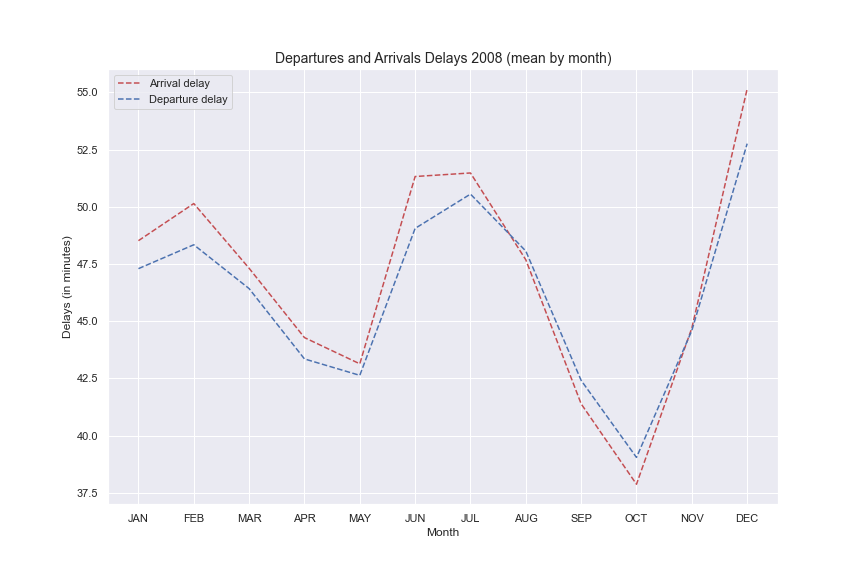 Departures and Arrivals Delays 2008 (mean by month)
Arrival delay
Departure delay
55.0
52.5
50.0
47.5
45.0
42.5
40.0
37.5
Delays (in minutes)
JAN FEB MAR APR MAY JUN JUL AUG SEP OCT NOV DEC
Month